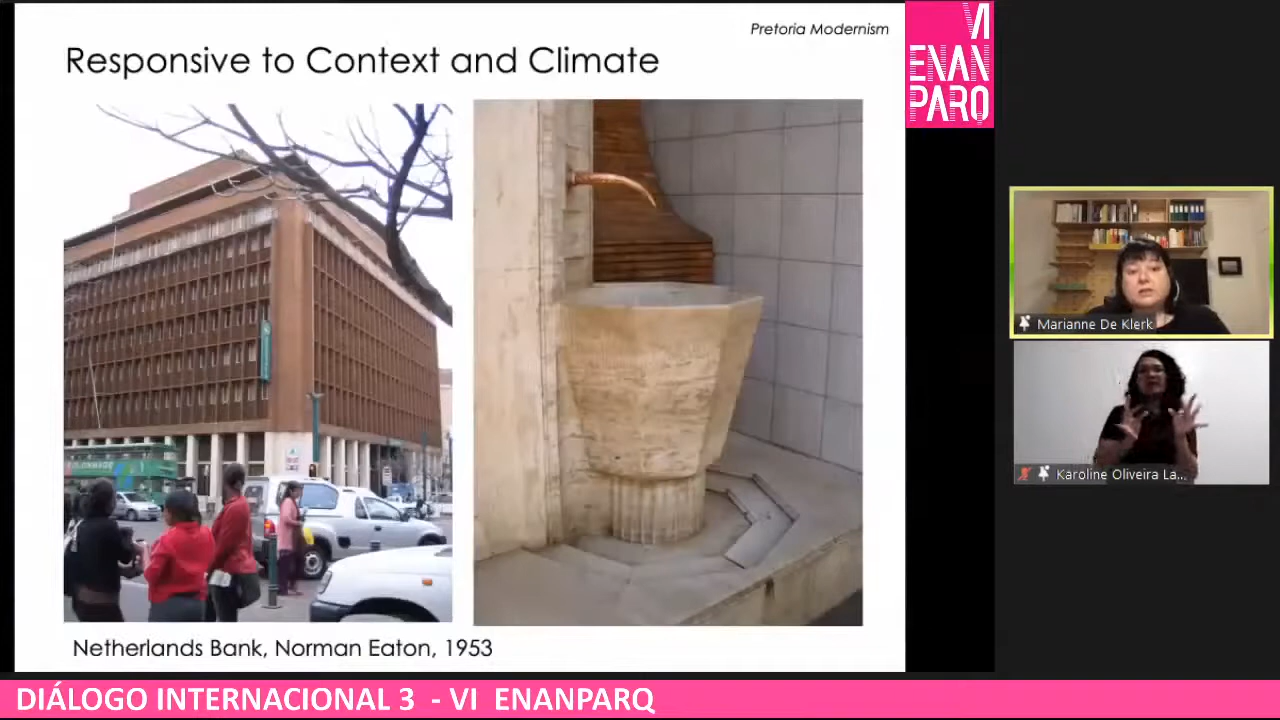 Pretoria Modernism
Responsive to Context and Climate
Netherlands Bank, Norman Eaton, 1953
VI
ENAN
PARQ
Marianne De Klerk
Karoline Oliveira La...
DIÁLOGO INTERNACIONAL 3 - VI ENANPARQ